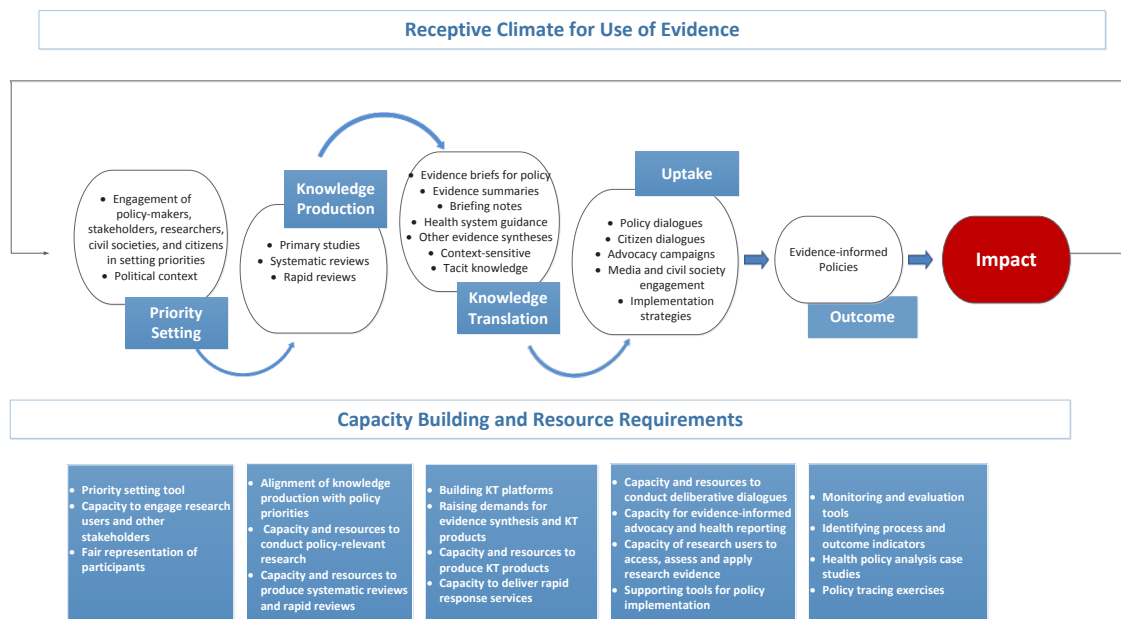 Receptive Climate for Use of Evidence
• Engagement of
policy-makers,
stakeholders, researchers,
civil societies, and citizens
in setting priorities
• Political context
Priority
Setting
Knowledge
Production
• Primary studies
• Systematic reviews
• Rapid reviews
• Evidence briefs for policy
• Evidence summaries
• Briefing notes
• Health system guidance
• Other evidence syntheses
• Context-sensitive
• Tacit knowledge
Knowledge
Translation
Uptake
• Policy dialogues
• Citizen dialogues
• Advocacy campaigns
• Media and civil society
engagement
• Implementation
strategies
Evidence-informed
Policies
Outcome
Impact
Capacity Building and Resource Requirements
• Priority setting tool
• Capacity to engage research
users and other
stakeholders
• Fair representation of
participants
• Alignment of knowledge
production with policy
priorities
• Capacity and resources to
conduct policy-relevant
research
• Capacity and resources to
produce systematic reviews
and rapid reviews
• Building KT platforms
• Raising demands for
evidence synthesis and KT
products
• Capacity and resources to
produce KT products
• Capacity to deliver rapid
response services
• Capacity and resources to
conduct deliberative dialogues
• Capacity for evidence-informed
advocacy and health reporting
• Capacity of research users to
access, assess and apply
research evidence
• Supporting tools for policy
implementation
• Monitoring and evaluation
tools
• Identifying process and
outcome indicators
• Health policy analysis case
studies
• Policy tracing exercises